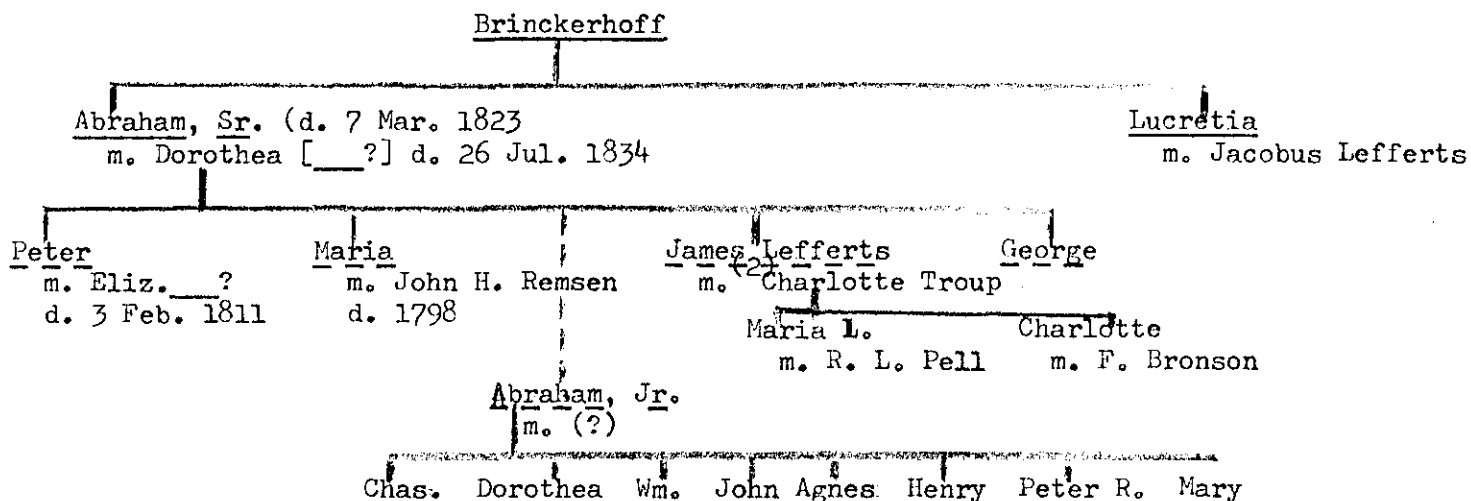 Brinckerhoff
Abraham, Sr. (d. 7 Mar. 1823
m. Dorothea [___?] d. 26 Jul. 1834
Lucretia
m. Jacobus Lefferts
Peter
m. Eliz.___?
d. 3 Feb. 1811
Maria
m. John H. Remsen
d. 1798
James Lefferts
m. (2) Charlotte Troup
George
Maria L.
m. R. L. Pell
Charlotte
m. F. Bronson
Abraham, Jr.
m. (?)
Chas. Dorothea Wm. John Agnes Henry Peter R. Mary